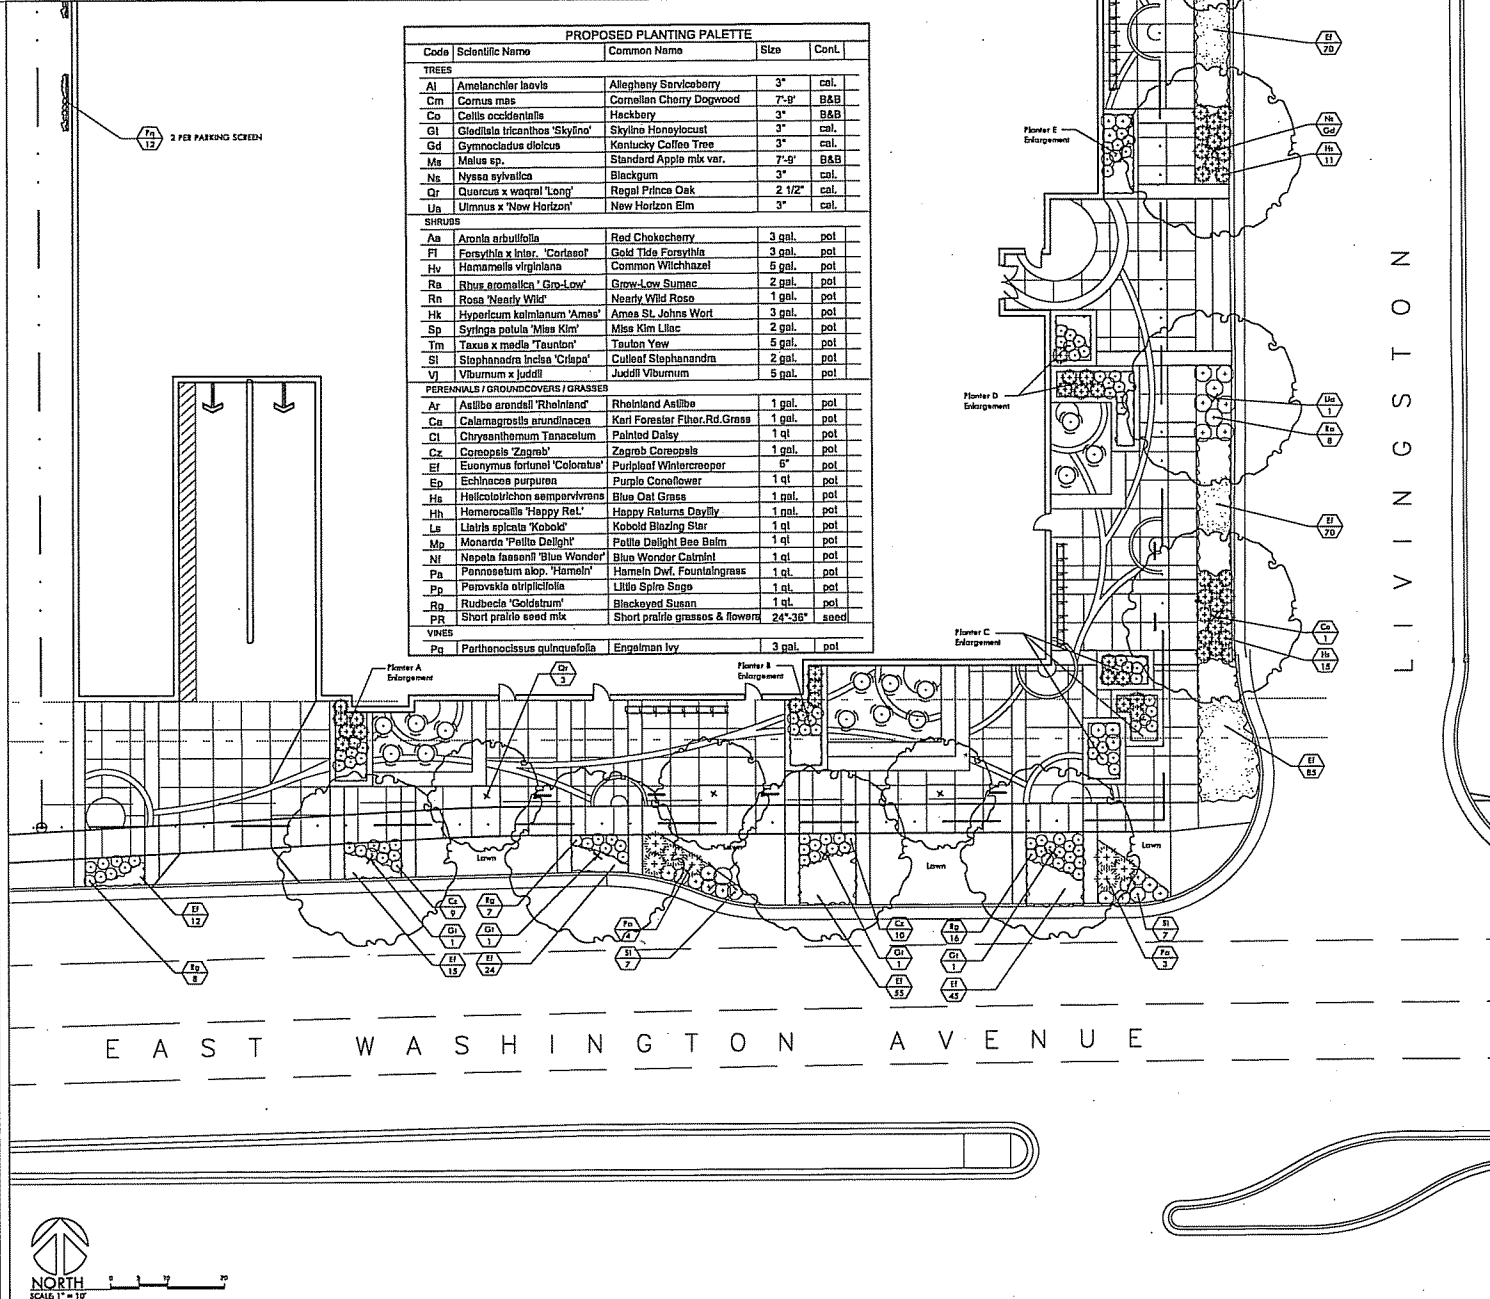 PROPOSED PLANTING PALETTE
Code Scientific Name Common Name Size Cont.
TREES
Al Amelanchier laevis Allegheny Serviceberry 3" cal.
Cm Cornus mas Cornelian Cherry Dogwood 7'-9' B&B
Co Celtis occidentalis Hackbery 3" B&B
Gt Gleditsia tricanthos 'Skyline' Skyline Honeylocust 3" cal.
Gd Gymnocladus dioicus Kentucky Coffee Tree 3" cal.
Ms Malus sp. Standard Apple mix var. 7'-9' B&B
Ns Nyssa sylvatica Blackgum 3" cal.
Qr Quercus x waqrei 'Long' Regal Prince Oak 2 1/2" cal.
Ua Ulmnus x 'New Horizon' New Horizon Elm 3" cal.
SHRUBS
Aa Aronia arbutifolia Red Chokecherry 3 gal. pot
Fi Forsythia x inter. 'Cortasol' Gold Tide Forsythia 3 gal. pot
Hv Hamamelis virginiana Common Witchhazel 5 gal. pot
Ra Rhus aromatica ' Gro-Low' Grow-Low Sumac 2 gal. pot
Rn Rosa 'Nearly Wild' Nearly Wild Rose 1 gal. pot
Hk Hypericum kalmianum 'Ames' Ames St. Johns Wort 3 gal. pot
Sp Syringa patula 'Miss Kim' Miss Kim Lilac 2 gal. pot
Tm Taxus x media 'Taunton' Tauton Yew 5 gal. pot
Si Stephanadra incisa 'Crispa' Cutleaf Stephanandra 2 gal. pot
Vj Viburnum x juddii Juddii Viburnum 5 gal. pot
PERENNIALS / GROUNDCOVERS / GRASSES
Ar Astilbe arendsii 'Rheinland' Rheinland Astilbe 1 gal. pot
Ca Calamagrostis arundinacea Karl Forester Fther.Rd.Grass 1 gal. pot
Ct Chrysanthemum Tanacetum Painted Daisy 1 qt pot
Cz Coreopsis 'Zagreb' Zagreb Coreopsis 1 gal. pot
Ef Euonymus fortunei 'Coloratus' Purpleaf Wintercreeper 6" pot
Ep Echinacea purpurea Purple Coneflower 1 qt pot
Hs Helicototrichon sempervivrens Blue Oat Grass 1 gal. pot
Hh Hemerocallis 'Happy Ret.' Happy Returns Daylily 1 gal. pot
Ls Liatris spicata 'Kobold' Kobold Blazing Star 1 qt pot
Mp Monarda 'Petite Delight' Petite Delight Bee Balm 1 qt pot
Nf Nepeta faasenii 'Blue Wonder' Blue Wonder Catmint 1 qt pot
Pa Pennesetum alop. 'Hameln' Hameln Dwf. Fountaingrass 1 qt. pot
Pp Perovskia atriplicifolia Little Spire Sage 1 qt. pot
Rg Rudbecia 'Goldstrum' Blackeyed Susan 1 qt. pot
PR Short prairie seed mix Short prairie grasses & flowers 24"-36" seed
VINES
Pq Parthenocissus quinquefolia Engelman Ivy 3 gal. pot
Pq
12
2 PER PARKING SCREEN
Ef
70
Planter E
Enlargement
Ns
Gd
Hs
11
Planter D
Enlargement
Ua
1
Ra
8
Ef
70
Planter C
Enlargement
Co
1
Hs
15
Ef
85
LIVINGSTON
Planter A
Enlargement
Qr
3
Planter B
Enlargement
Lawn
Lawn
Lawn
Ef
12
Rg
8
Cz
9
Gt
1
Ef
15
Rg
7
Gt
1
Ef
24
Pa
4
Si
7
Cz
10
Gt
1
Ef
55
Rg
16
Gt
1
Ef
45
Si
7
Pa
3
EAST WASHINGTON AVENUE
NORTH
SCALE: 1" = 10'
0 5 10 20